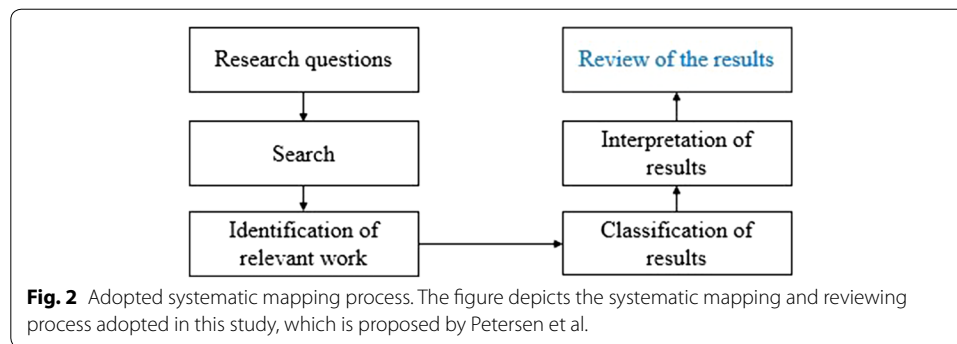 Research questions
Search
Identification of
relevant work
Classification of
results
Interpretation of
results
Review of the results
Fig. 2 Adopted systematic mapping process. The figure depicts the systematic mapping and reviewing
process adopted in this study, which is proposed by Petersen et al.